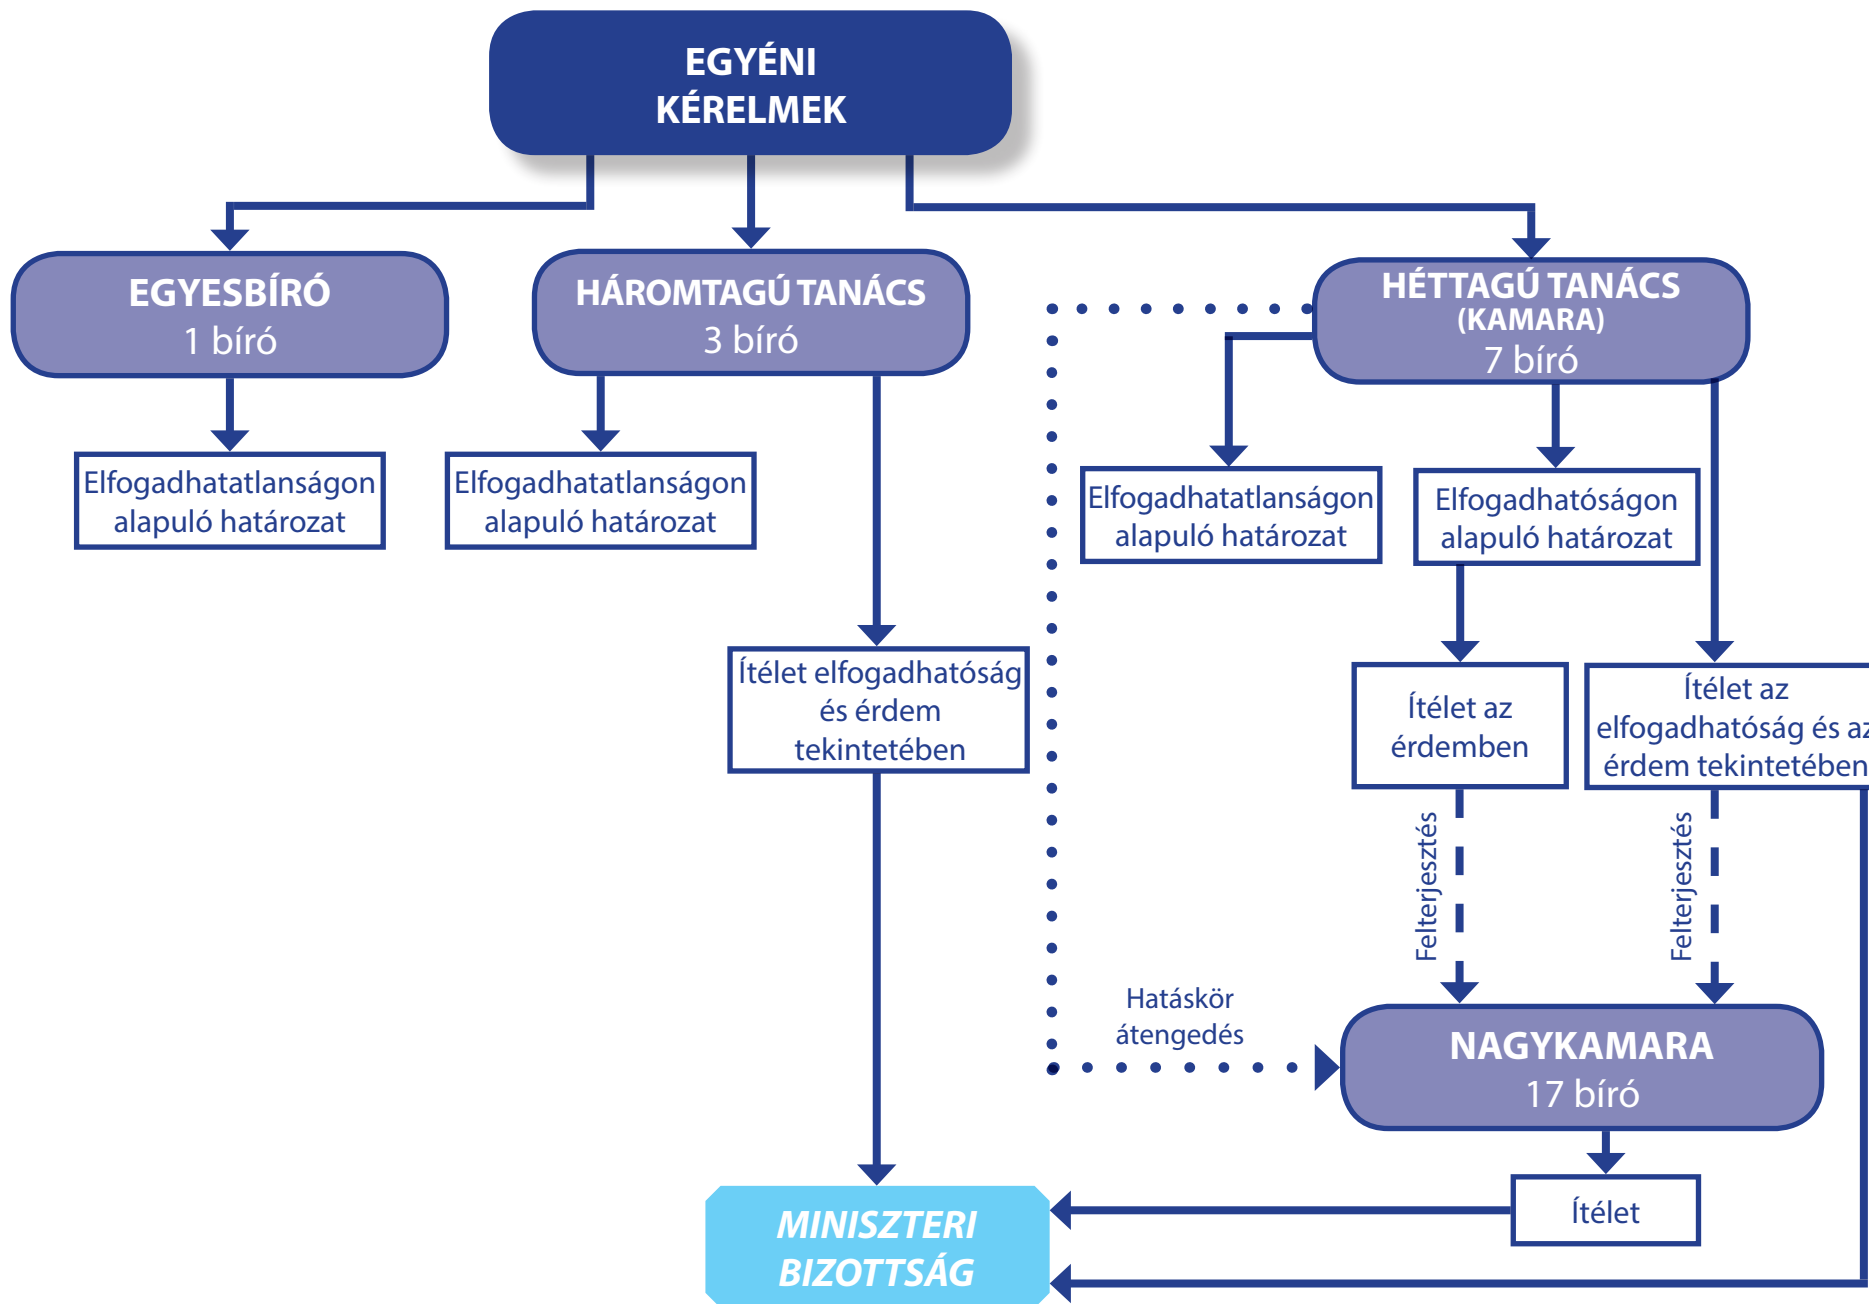 EGYÉNI
KÉRELMEK
EGYESBÍRÓ
1 bíró
HÁROMTAGÚ TANÁCS
3 bíró
HÉTTAGÚ TANÁCS
(KAMARA)
7 bíró
Elfogadhatatlanságon
alapuló határozat
Elfogadhatatlanságon
alapuló határozat
Elfogadhatatlanságon
alapuló határozat
Elfogadhatóságon
alapuló határozat
Ítélet elfogadhatóság
és érdem
tekintetében
Ítélet az
érdemben
Ítélet az
elfogadhatóság és az
érdem tekintetében
Felterjesztés
Felterjesztés
Hatáskör
átengedés
NAGYKAMARA
17 bíró
Ítélet
MINISZTERI
BIZOTTSÁG